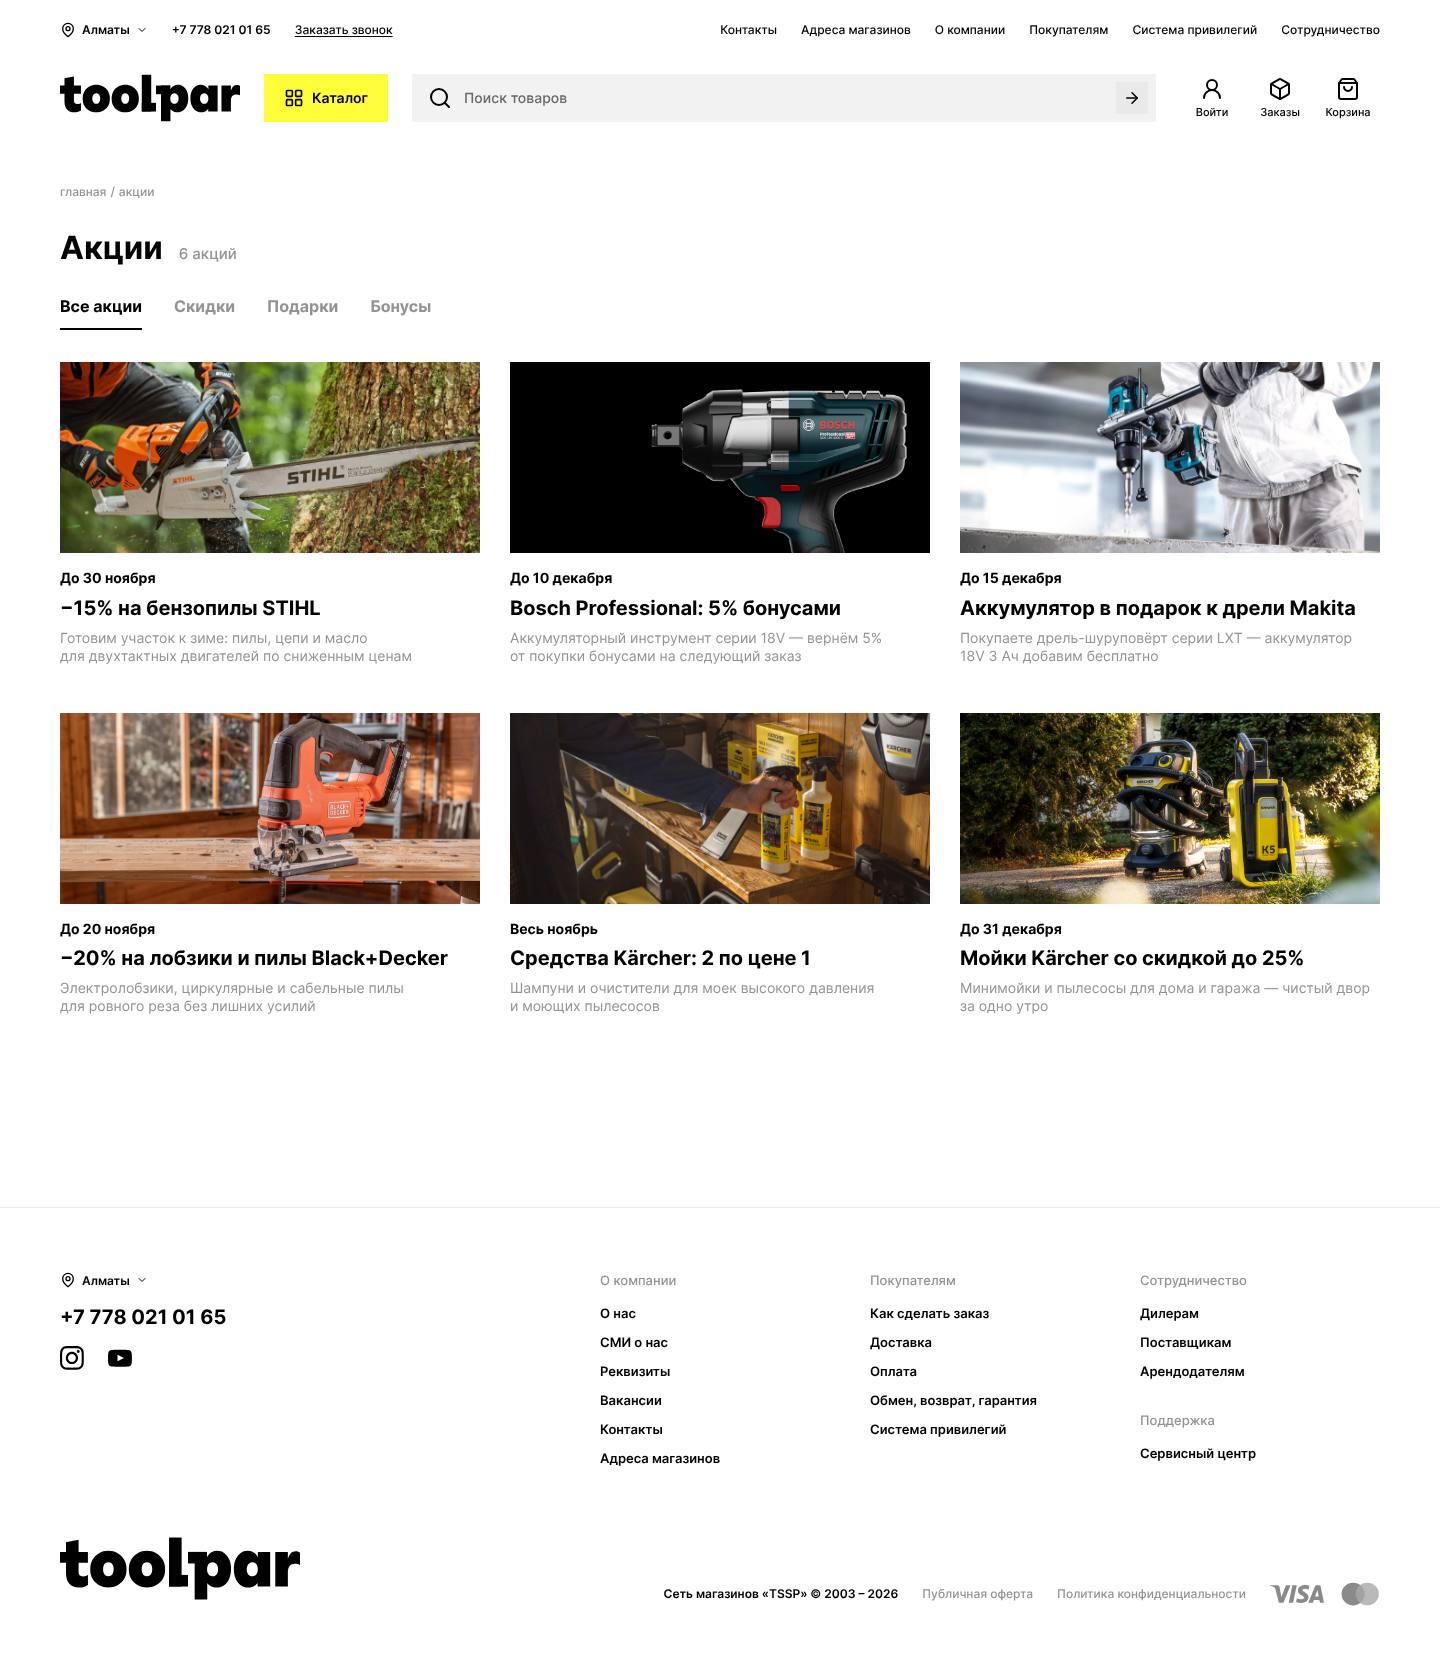 Алматы
+7 778 021 01 65
Заказать звонок
Контакты
Адреса магазинов
О компании
Покупателям
Система привилегий
Сотрудничество
toolpar
Каталог
Поиск товаров
Войти
Заказы
Корзина
главная / акции
Акции
6 акций
Все акции
Скидки
Подарки
Бонусы
STIHL
STIHL
BOSCH
Professional
До 30 ноября
−15% на бензопилы STIHL
Готовим участок к зиме: пилы, цепи и масло
для двухтактных двигателей по сниженным ценам
До 10 декабря
Bosch Professional: 5% бонусами
Аккумуляторный инструмент серии 18V — вернём 5%
от покупки бонусами на следующий заказ
До 15 декабря
Аккумулятор в подарок к дрели Makita
Покупаете дрель-шуруповёрт серии LXT — аккумулятор
18V 3 Ач добавим бесплатно
BLACK+
DECKER
KÄRCHER
KÄRCHER
K5
До 20 ноября
−20% на лобзики и пилы Black+Decker
Электролобзики, циркулярные и сабельные пилы
для ровного реза без лишних усилий
Весь ноябрь
Средства Kärcher: 2 по цене 1
Шампуни и очистители для моек высокого давления
и моющих пылесосов
До 31 декабря
Мойки Kärcher со скидкой до 25%
Минимойки и пылесосы для дома и гаража — чистый двор
за одно утро
Алматы
+7 778 021 01 65
О компании
О нас
СМИ о нас
Реквизиты
Вакансии
Контакты
Адреса магазинов
Покупателям
Как сделать заказ
Доставка
Оплата
Обмен, возврат, гарантия
Система привилегий
Сотрудничество
Дилерам
Поставщикам
Арендодателям
Поддержка
Сервисный центр
toolpar
Сеть магазинов «TSSP» © 2003 – 2026
Публичная оферта
Политика конфиденциальности
VISA